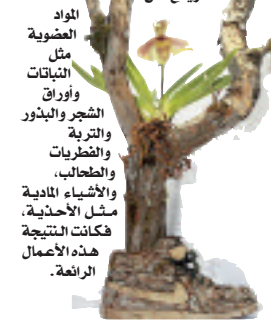 المواد
العضوية
مثل
النباتات
وأوراق
الشجر والبذور
والتربة
والفطريات
والطحالب،
والأشياء المادية
مثل الأحذية،
فكانت النتيجة
هذه الأعمال
الرائعة.